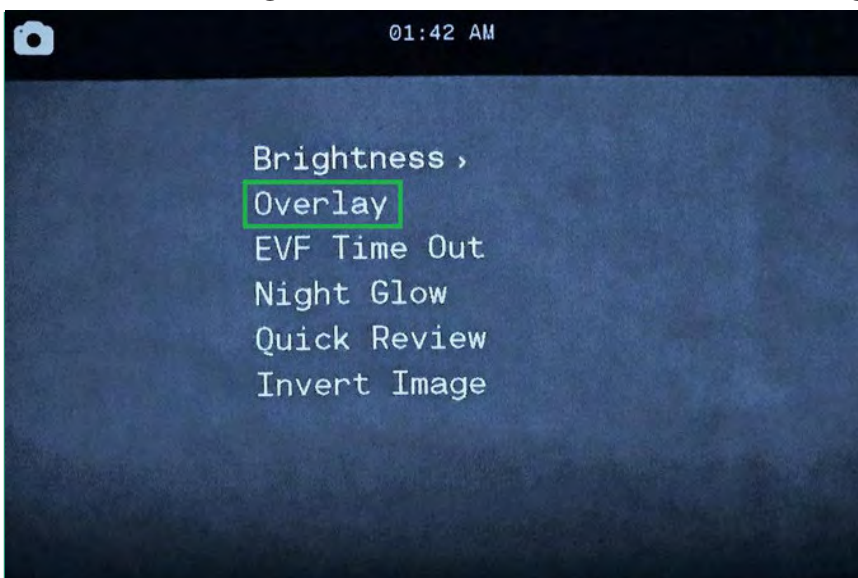 01:42 AM
Brightness ›
Overlay
EVF Time Out
Night Glow
Quick Review
Invert Image